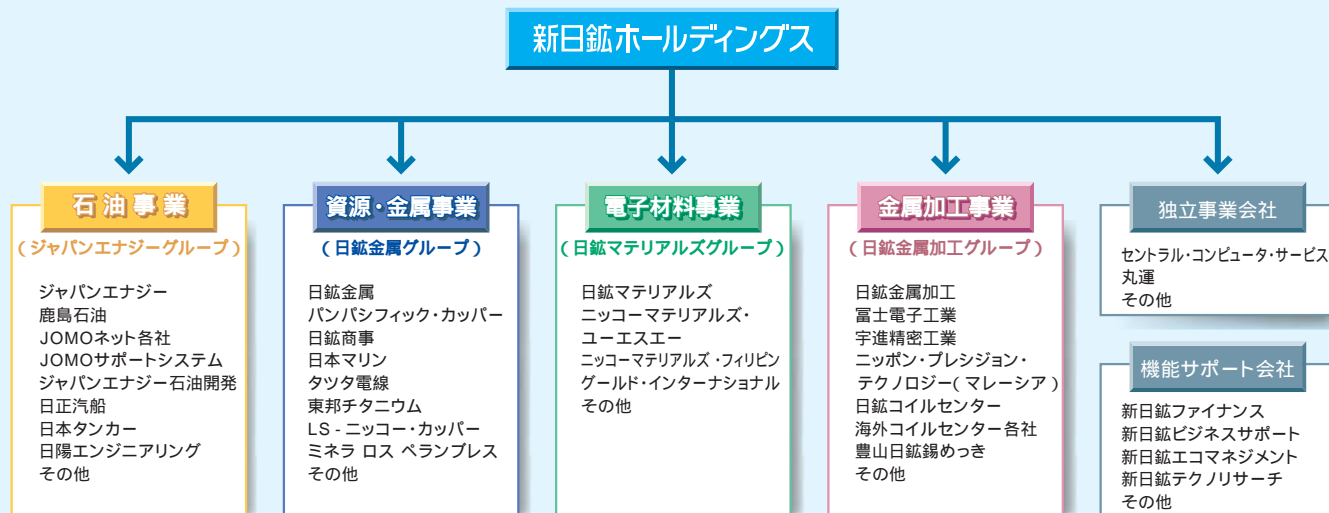 新日鉱ホールディングス
石油事業
（ジャパンエナジーグループ）
ジャパンエナジー
鹿島石油
JOMOネット各社
JOMOサポートシステム
ジャパンエナジー石油開発
日正汽船
日本タンカー
日陽エンジニアリング
その他
資源・金属事業
（日鉱金属グループ）
日鉱金属
パンパシフィック・カッパー
日鉱商事
日本マリン
タツタ電線
東邦チタニウム
LS-ニッコー・カッパー
ミネラ ロス ペランブレス
その他
電子材料事業
（日鉱マテリアルズグループ）
日鉱マテリアルズ
ニッコーマテリアルズ・
ユーエスエー
ニッコーマテリアルズ・フィリピン
グールド・インターナショナル
その他
金属加工事業
（日鉱金属加工グループ）
日鉱金属加工
冨士電子工業
宇進精密工業
ニッポン・プレシジョン・
テクノロジー（マレーシア）
日鉱コイルセンター
海外コイルセンター各社
豊山日鉱錫めっき
その他
独立事業会社
セントラル・コンピュータ・サービス
丸運
その他
機能サポート会社
新日鉱ファイナンス
新日鉱ビジネスサポート
新日鉱エコマネジメント
新日鉱テクノリサーチ
その他